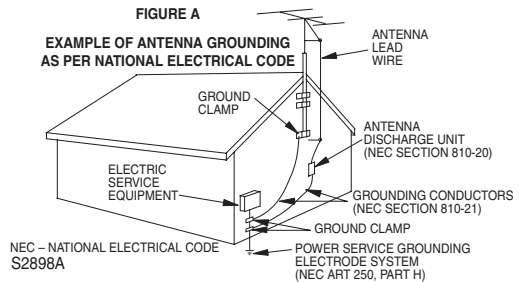 FIGURE A
EXAMPLE OF ANTENNA GROUNDING
AS PER NATIONAL ELECTRICAL CODE
ANTENNA
LEAD
WIRE
GROUND
CLAMP
ANTENNA
DISCHARGE UNIT
(NEC SECTION 810-20)
ELECTRIC
SERVICE
EQUIPMENT
GROUNDING CONDUCTORS
(NEC SECTION 810-21)
GROUND CLAMP
POWER SERVICE GROUNDING
ELECTRODE SYSTEM
(NEC ART 250, PART H)
NEC – NATIONAL ELECTRICAL CODE
S2898A